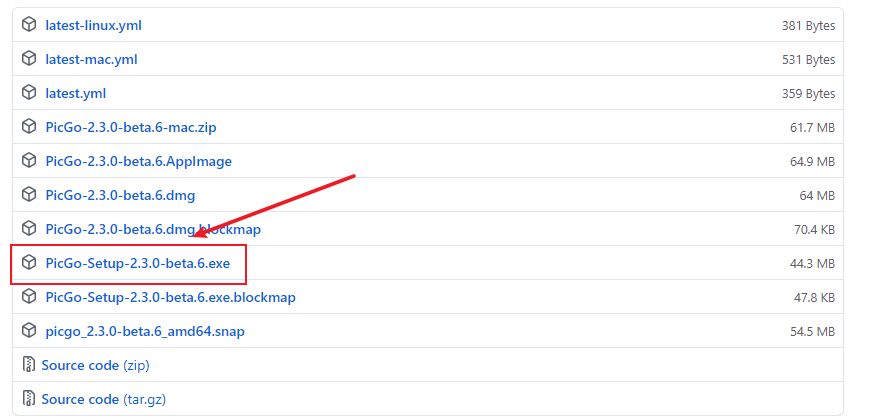 latest-linux.yml 381 Bytes
latest-mac.yml 531 Bytes
latest.yml 359 Bytes
PicGo-2.3.0-beta.6-mac.zip 61.7 MB
PicGo-2.3.0-beta.6.AppImage 64.9 MB
PicGo-2.3.0-beta.6.dmg 64 MB
PicGo-2.3.0-beta.6.dmg.blockmap 70.4 KB
PicGo-Setup-2.3.0-beta.6.exe 44.3 MB
PicGo-Setup-2.3.0-beta.6.exe.blockmap 47.8 KB
picgo_2.3.0-beta.6_amd64.snap 54.5 MB
Source code (zip)
Source code (tar.gz)